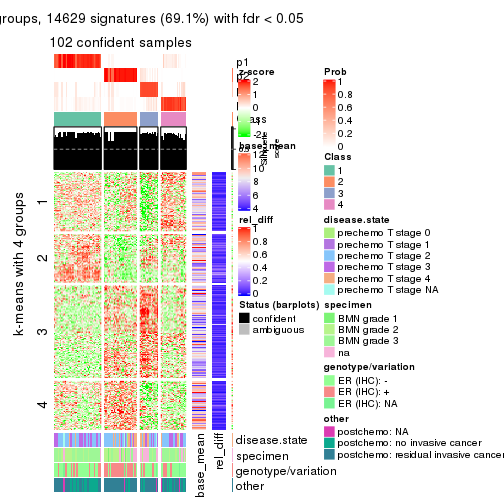 groups, 14629 signatures (69.1%) with fdr < 0.05
102 confident samples
p1
z-score
2
1
0
-2
base_mean
12
10
8
6
4
rel_diff
1
0.8
0.6
0.4
0.2
0
Status (barplots)
confident
ambiguous
Prob
1
0.8
0.6
0.4
0.2
0
Class
1
2
3
4
disease.state
prechemo T stage 0
prechemo T stage 1
prechemo T stage 2
prechemo T stage 3
prechemo T stage 4
prechemo T stage NA
specimen
BMN grade 1
BMN grade 2
BMN grade 3
na
genotype/variation
ER (IHC): -
ER (IHC): +
ER (IHC): NA
other
postchemo: NA
postchemo: no invasive cancer
postchemo: residual invasive cancer
k-means with 4 groups
1
2
3
4
base_mean
rel_diff
disease.state
specimen
genotype/variation
other